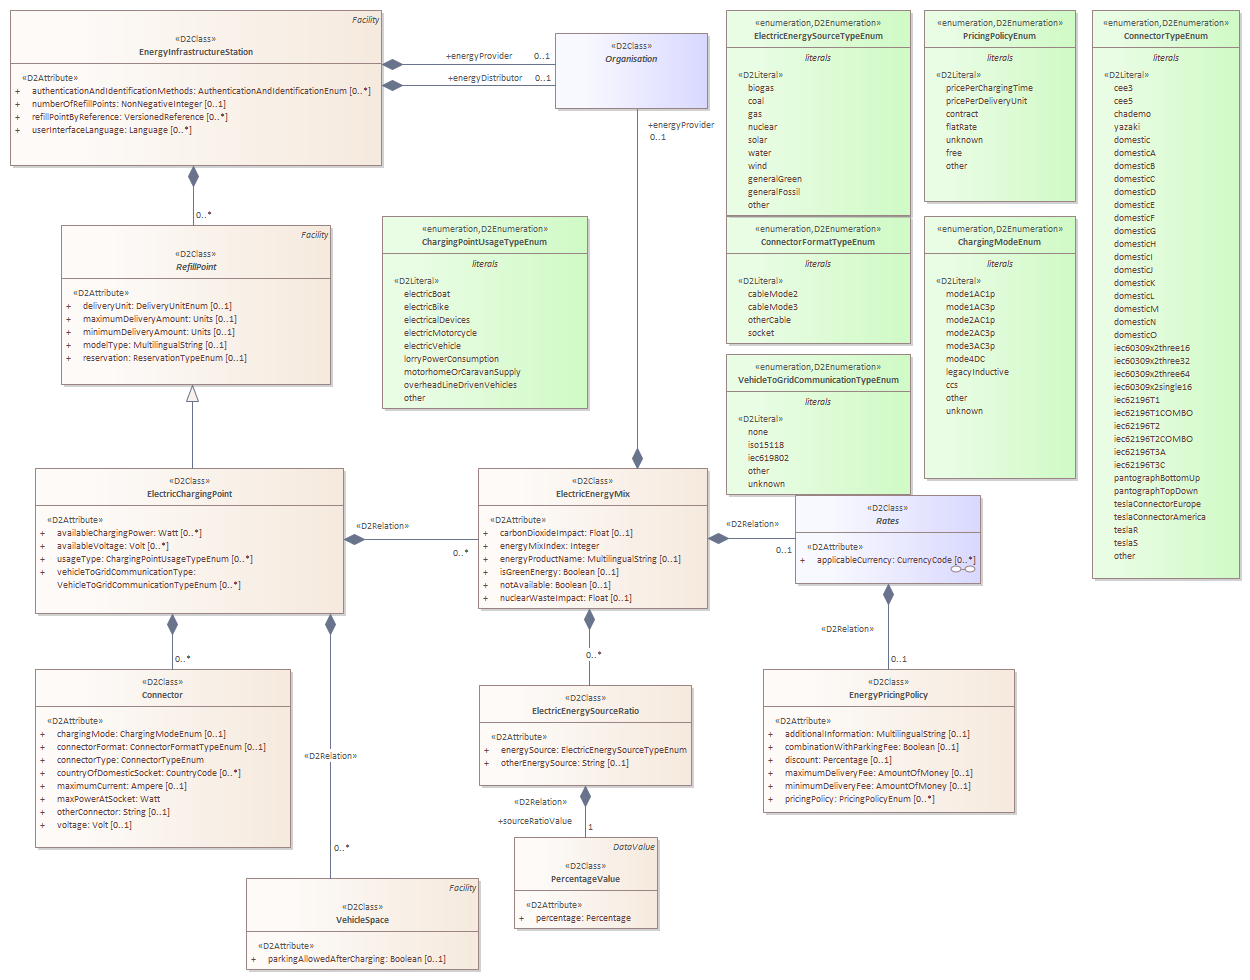 Facility
«D2Class»
EnergyInfrastructureStation
«D2Attribute»
+ authenticationAndIdentificationMethods: AuthenticationAndIdentificationEnum [0..*]
+ numberOfRefillPoints: NonNegativeInteger [0..1]
+ refillPointByReference: VersionedReference [0..*]
+ userInterfaceLanguage: Language [0..*]
+energyProvider 0..1
+energyDistributor 0..1
«D2Class»
Organisation
+energyProvider
0..1
0..*
Facility
«D2Class»
RefillPoint
«D2Attribute»
+ deliveryUnit: DeliveryUnitEnum [0..1]
+ maximumDeliveryAmount: Units [0..1]
+ minimumDeliveryAmount: Units [0..1]
+ modelType: MultilingualString [0..1]
+ reservation: ReservationTypeEnum [0..1]
«enumeration,D2Enumeration»
ChargingPointUsageTypeEnum
literals
«D2Literal»
electricBoat
electricBike
electricalDevices
electricMotorcycle
electricVehicle
lorryPowerConsumption
motorhomeOrCaravanSupply
overheadLineDrivenVehicles
other
«enumeration,D2Enumeration»
ElectricEnergySourceTypeEnum
literals
«D2Literal»
biogas
coal
gas
nuclear
solar
water
wind
generalGreen
generalFossil
other
«enumeration,D2Enumeration»
PricingPolicyEnum
literals
«D2Literal»
pricePerChargingTime
pricePerDeliveryUnit
contract
flatRate
unknown
free
other
«enumeration,D2Enumeration»
ConnectorTypeEnum
literals
«D2Literal»
cee3
cee5
chademo
yazaki
domestic
domesticA
domesticB
domesticC
domesticD
domesticE
domesticF
domesticG
domesticH
domesticI
domesticJ
domesticK
domesticL
domesticM
domesticN
domesticO
iec60309x2three16
iec60309x2three32
iec60309x2three64
iec60309x2single16
iec62196T1
iec62196T1COMBO
iec62196T2
iec62196T2COMBO
iec62196T3A
iec62196T3C
pantographBottomUp
pantographTopDown
teslaConnectorEurope
teslaConnectorAmerica
teslaR
teslaS
other
«enumeration,D2Enumeration»
ConnectorFormatTypeEnum
literals
«D2Literal»
cableMode2
cableMode3
otherCable
socket
«enumeration,D2Enumeration»
ChargingModeEnum
literals
«D2Literal»
mode1AC1p
mode1AC3p
mode2AC1p
mode2AC3p
mode3AC3p
mode4DC
legacyInductive
ccs
other
unknown
«enumeration,D2Enumeration»
VehicleToGridCommunicationTypeEnum
literals
«D2Literal»
none
iso15118
iec619802
other
unknown
«D2Class»
ElectricChargingPoint
«D2Attribute»
+ availableChargingPower: Watt [0..*]
+ availableVoltage: Volt [0..*]
+ usageType: ChargingPointUsageTypeEnum [0..*]
+ vehicleToGridCommunicationType:
VehicleToGridCommunicationTypeEnum [0..*]
«D2Relation»
0..*
«D2Class»
ElectricEnergyMix
«D2Attribute»
+ carbonDioxideImpact: Float [0..1]
+ energyMixIndex: Integer
+ energyProductName: MultilingualString [0..1]
+ isGreenEnergy: Boolean [0..1]
+ notAvailable: Boolean [0..1]
+ nuclearWasteImpact: Float [0..1]
«D2Relation»
0..1
«D2Class»
Rates
«D2Attribute»
+ applicableCurrency: CurrencyCode [0..*]
«D2Relation»
0..1
0..*
«D2Class»
Connector
«D2Attribute»
+ chargingMode: ChargingModeEnum [0..1]
+ connectorFormat: ConnectorFormatTypeEnum [0..1]
+ connectorType: ConnectorTypeEnum
+ countryOfDomesticSocket: CountryCode [0..*]
+ maximumCurrent: Ampere [0..1]
+ maxPowerAtSocket: Watt
+ otherConnector: String [0..1]
+ voltage: Volt [0..1]
«D2Relation»
0..*
0..*
«D2Class»
ElectricEnergySourceRatio
«D2Attribute»
+ energySource: ElectricEnergySourceTypeEnum
+ otherEnergySource: String [0..1]
«D2Relation»
+sourceRatioValue
1
«D2Class»
EnergyPricingPolicy
«D2Attribute»
+ additionalInformation: MultilingualString [0..1]
+ combinationWithParkingFee: Boolean [0..1]
+ discount: Percentage [0..1]
+ maximumDeliveryFee: AmountOfMoney [0..1]
+ minimumDeliveryFee: AmountOfMoney [0..1]
+ pricingPolicy: PricingPolicyEnum [0..*]
DataValue
«D2Class»
PercentageValue
«D2Attribute»
+ percentage: Percentage
Facility
«D2Class»
VehicleSpace
«D2Attribute»
+ parkingAllowedAfterCharging: Boolean [0..1]